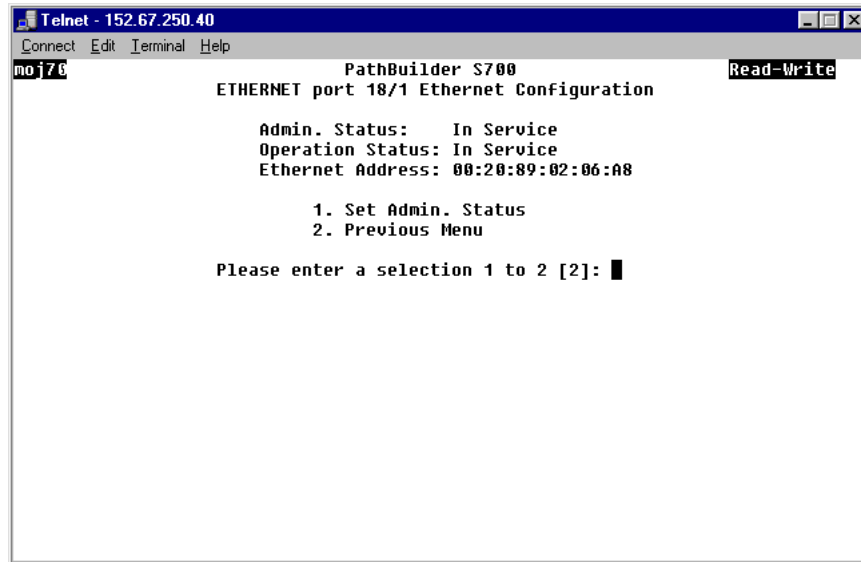 Telnet - 152.67.250.40
Connect Edit Terminal Help
moj70 PathBuilder S700 Read-Write
ETHERNET port 18/1 Ethernet Configuration
Admin. Status: In Service
Operation Status: In Service
Ethernet Address: 00:20:89:02:06:A8
1. Set Admin. Status
2. Previous Menu
Please enter a selection 1 to 2 [2]: